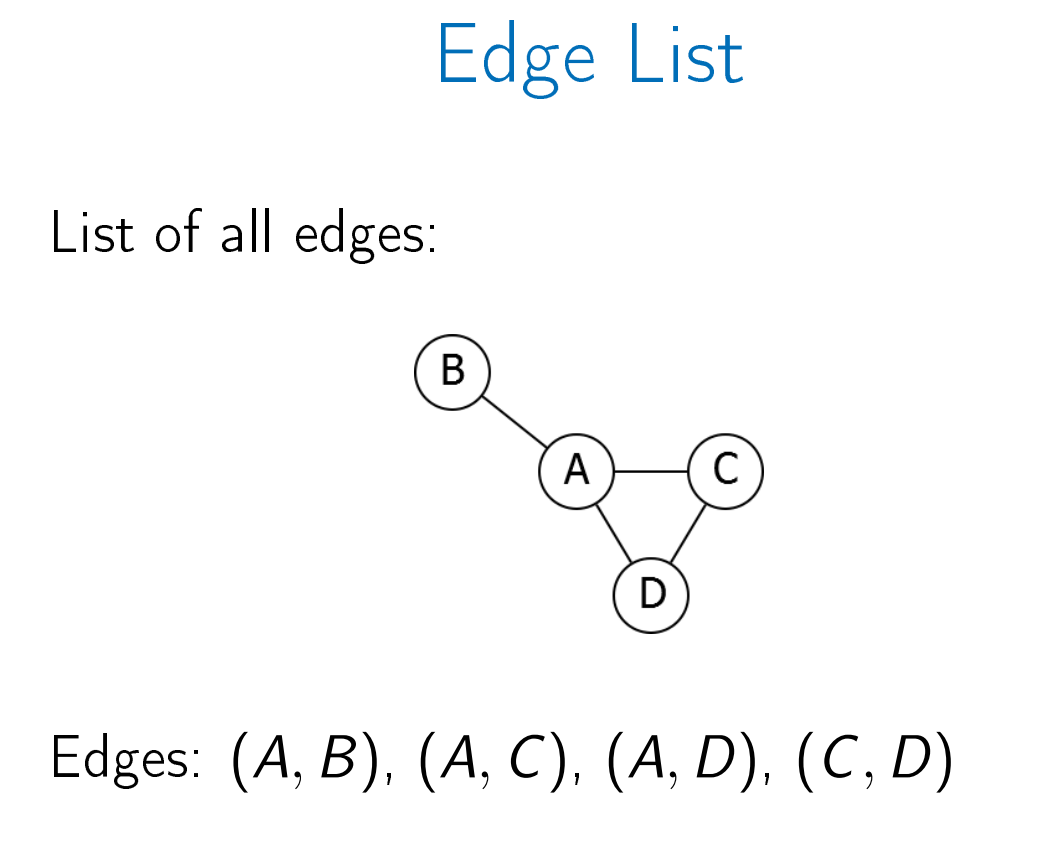 Edge List
List of all edges:
B
A
C
D
Edges: (A, B), (A, C), (A, D), (C, D)